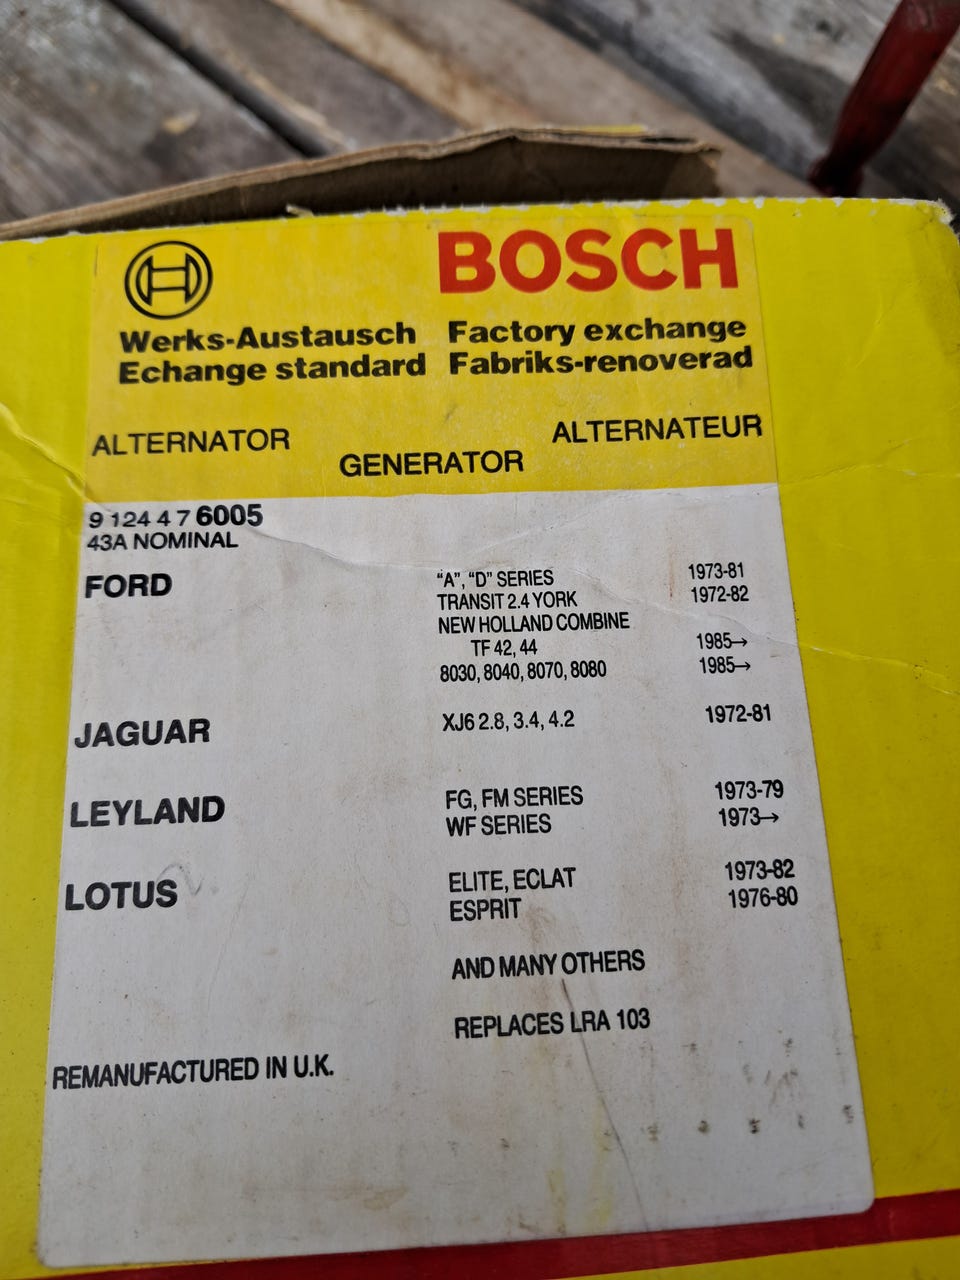 BOSCH
Werks-Austausch Factory exchange
Echange standard Fabriks-renoverad
ALTERNATOR ALTERNATEUR
GENERATOR
9 124 4 7 6005
43A NOMINAL
FORD "A", "D" SERIES 1973-81
TRANSIT 2.4 YORK 1972-82
NEW HOLLAND COMBINE
TF 42, 44 1985→
8030, 8040, 8070, 8080 1985→
JAGUAR XJ6 2.8, 3.4, 4.2 1972-81
LEYLAND FG, FM SERIES 1973-79
WF SERIES 1973→
LOTUS ELITE, ECLAT 1973-82
ESPRIT 1976-80
AND MANY OTHERS
REPLACES LRA 103
REMANUFACTURED IN U.K.